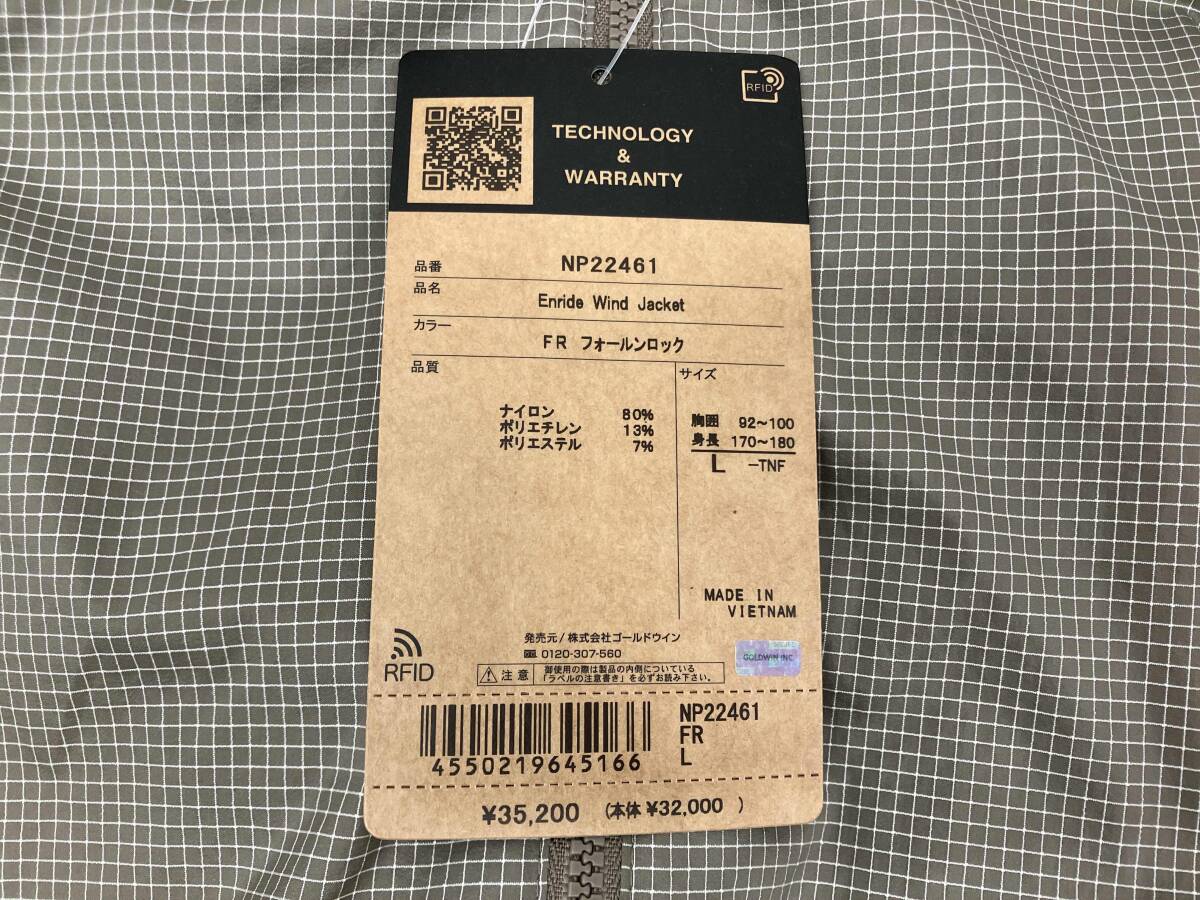 RFID
TECHNOLOGY
&
WARRANTY
品番 NP22461
品名 Enride Wind Jacket
カラー FR フォールンロック
品質
ナイロン 80%
ポリエチレン 13%
ポリエステル 7%
サイズ
胸囲 92~100
身長 170~180
L -TNF
MADE IN
VIETNAM
発売元/株式会社ゴールドウイン
0120-307-560
RFID
注意
御使用の際は製品の内側についている
「ラベルの注意書き」を必ずお読み下さい。
GOLDWIN INC
4550219645166
NP22461
FR
L
¥35,200 (本体 ¥32,000 )